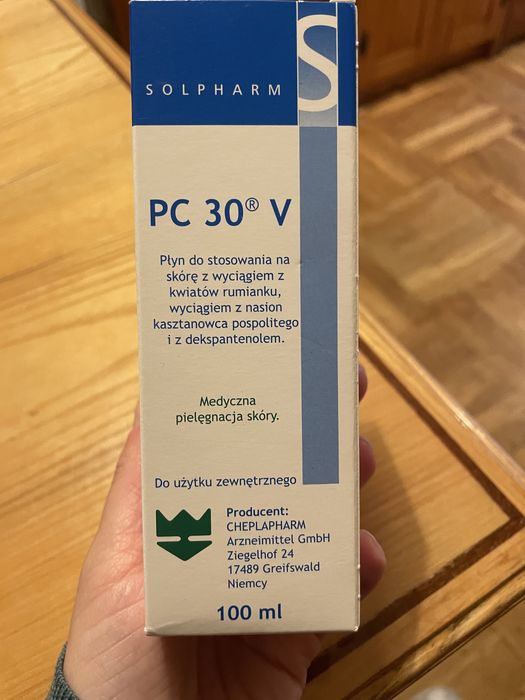 SOLPHARM
S
PC 30® V
Płyn do stosowania na
skórę z wyciągiem z
kwiatów rumianku,
wyciągiem z nasion
kasztanowca pospolitego
i z dekspantenolem.
Medyczna
pielęgnacja skóry.
Do użytku zewnętrznego
Producent:
CHEPLAPHARM
Arzneimittel GmbH
Ziegelhof 24
17489 Greifswald
Niemcy
100 ml